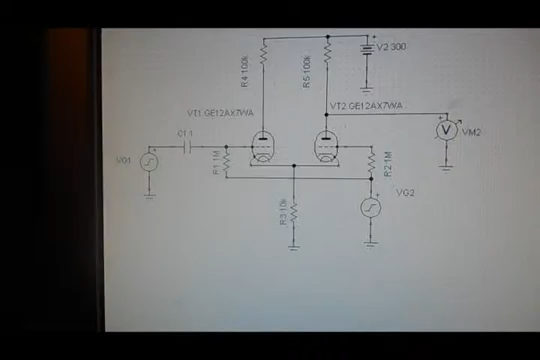 V2 300
R4 100k
R5 100k
VT1 GE12AX7WA
VT2 GE12AX7WA
C1 1
V
VM2
VG1
R1 1M
R2 1M
R3 10k
VG2